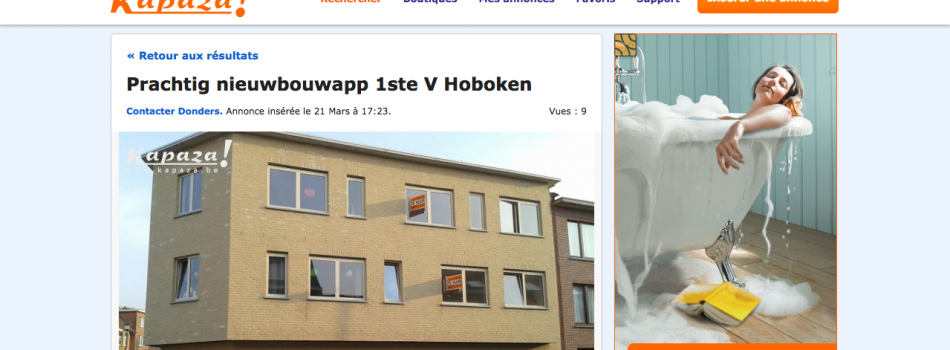 Kapaza!
Rechercher Boutiques Mes annonces Favoris Support Insérer une annonce
« Retour aux résultats
Prachtig nieuwbouwapp 1ste V Hoboken
Contacter Donders. Annonce insérée le 21 Mars à 17:23. Vues : 9
Kapaza!
kapaza.be